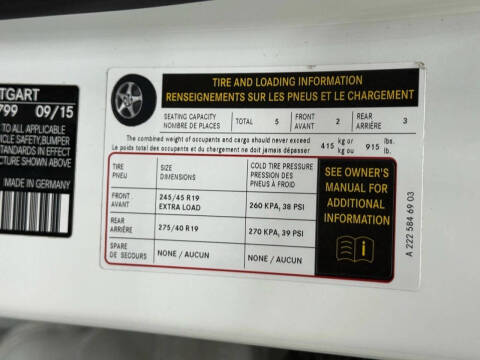 TTGART
799 09/15
TO ALL APPLICABLE
HICLE SAFETY, BUMPER
STANDARDS IN EFFECT
CTURE SHOWN ABOVE
MADE IN GERMANY
TIRE AND LOADING INFORMATION
RENSEIGNEMENTS SUR LES PNEUS ET LE CHARGEMENT
SEATING CAPACITY
NOMBRE DE PLACES
TOTAL 5
FRONT
AVANT
2
REAR
ARRIÈRE
3
The combined weight of occupants and cargo should never exceed
Le poids total des occupants et du chargement ne doit jamais dépasser
415 kg or
kg ou
915 lbs.
lb.
TIRE
PNEU
SIZE
DIMENSIONS
COLD TIRE PRESSURE
PRESSION DES
PNEUS À FROID
FRONT
AVANT
245/45 R19
EXTRA LOAD
260 KPA, 38 PSI
REAR
ARRIÈRE
275/40 R19
270 KPA, 39 PSI
SPARE
DE SECOURS
NONE / AUCUN
NONE / AUCUN
SEE OWNER'S
MANUAL FOR
ADDITIONAL
INFORMATION
A 222 584 69 03